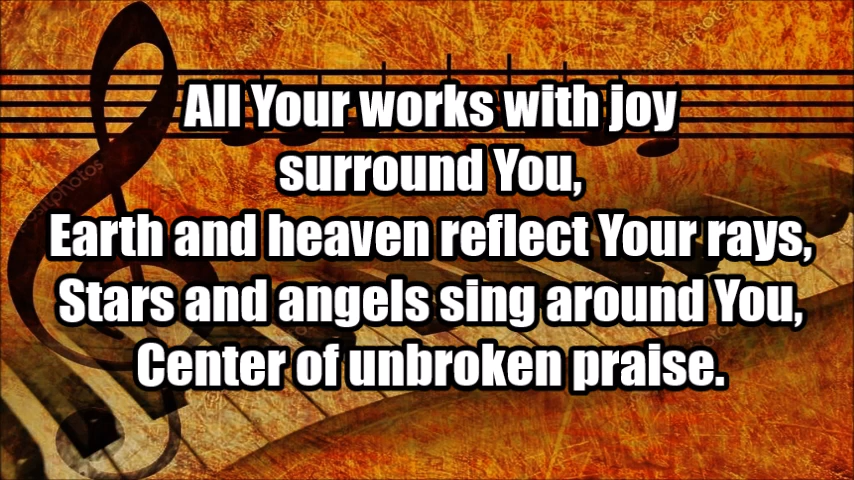 All Your works with joy
surround You,
Earth and heaven reflect Your rays,
Stars and angels sing around You,
Center of unbroken praise.